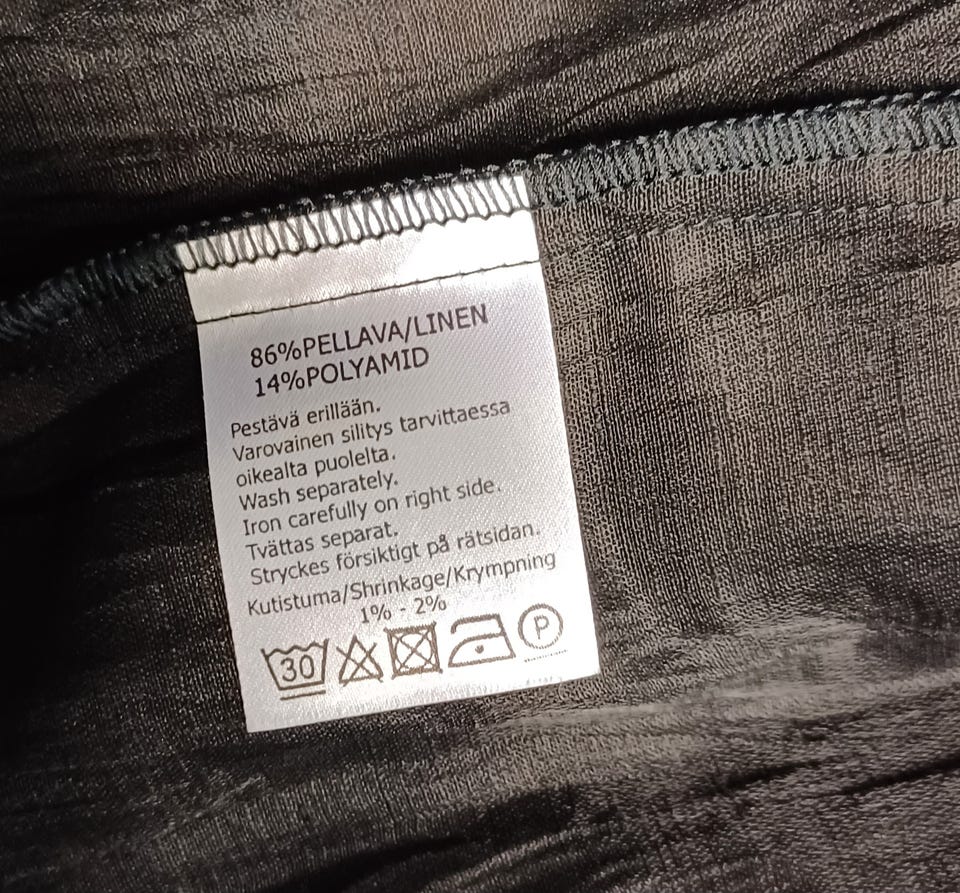 86%PELLAVA/LINEN
14%POLYAMID
Pestävä erillään.
Varovainen silitys tarvittaessa
oikealta puolelta.
Wash separately.
Iron carefully on right side.
Tvättas separat.
Stryckes försiktigt på rätsidan.
Kutistuma/Shrinkage/Krympning
1% - 2%
30 P